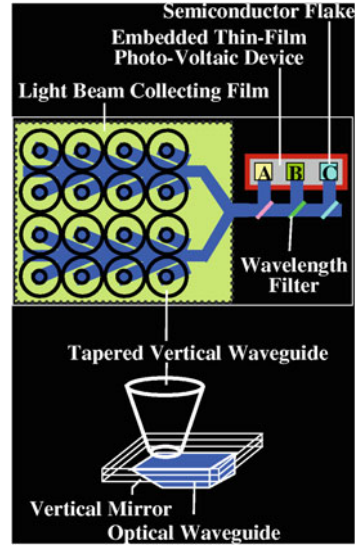 Semiconductor Flake
Embedded Thin-Film
Photo-Voltaic Device
Light Beam Collecting Film
A B C
Wavelength
Filter
Tapered Vertical Waveguide
Vertical Mirror
Optical Waveguide